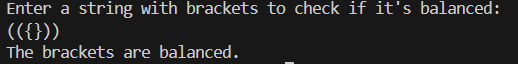 Enter a string with brackets to check if it's balanced:
(({}))
The brackets are balanced.